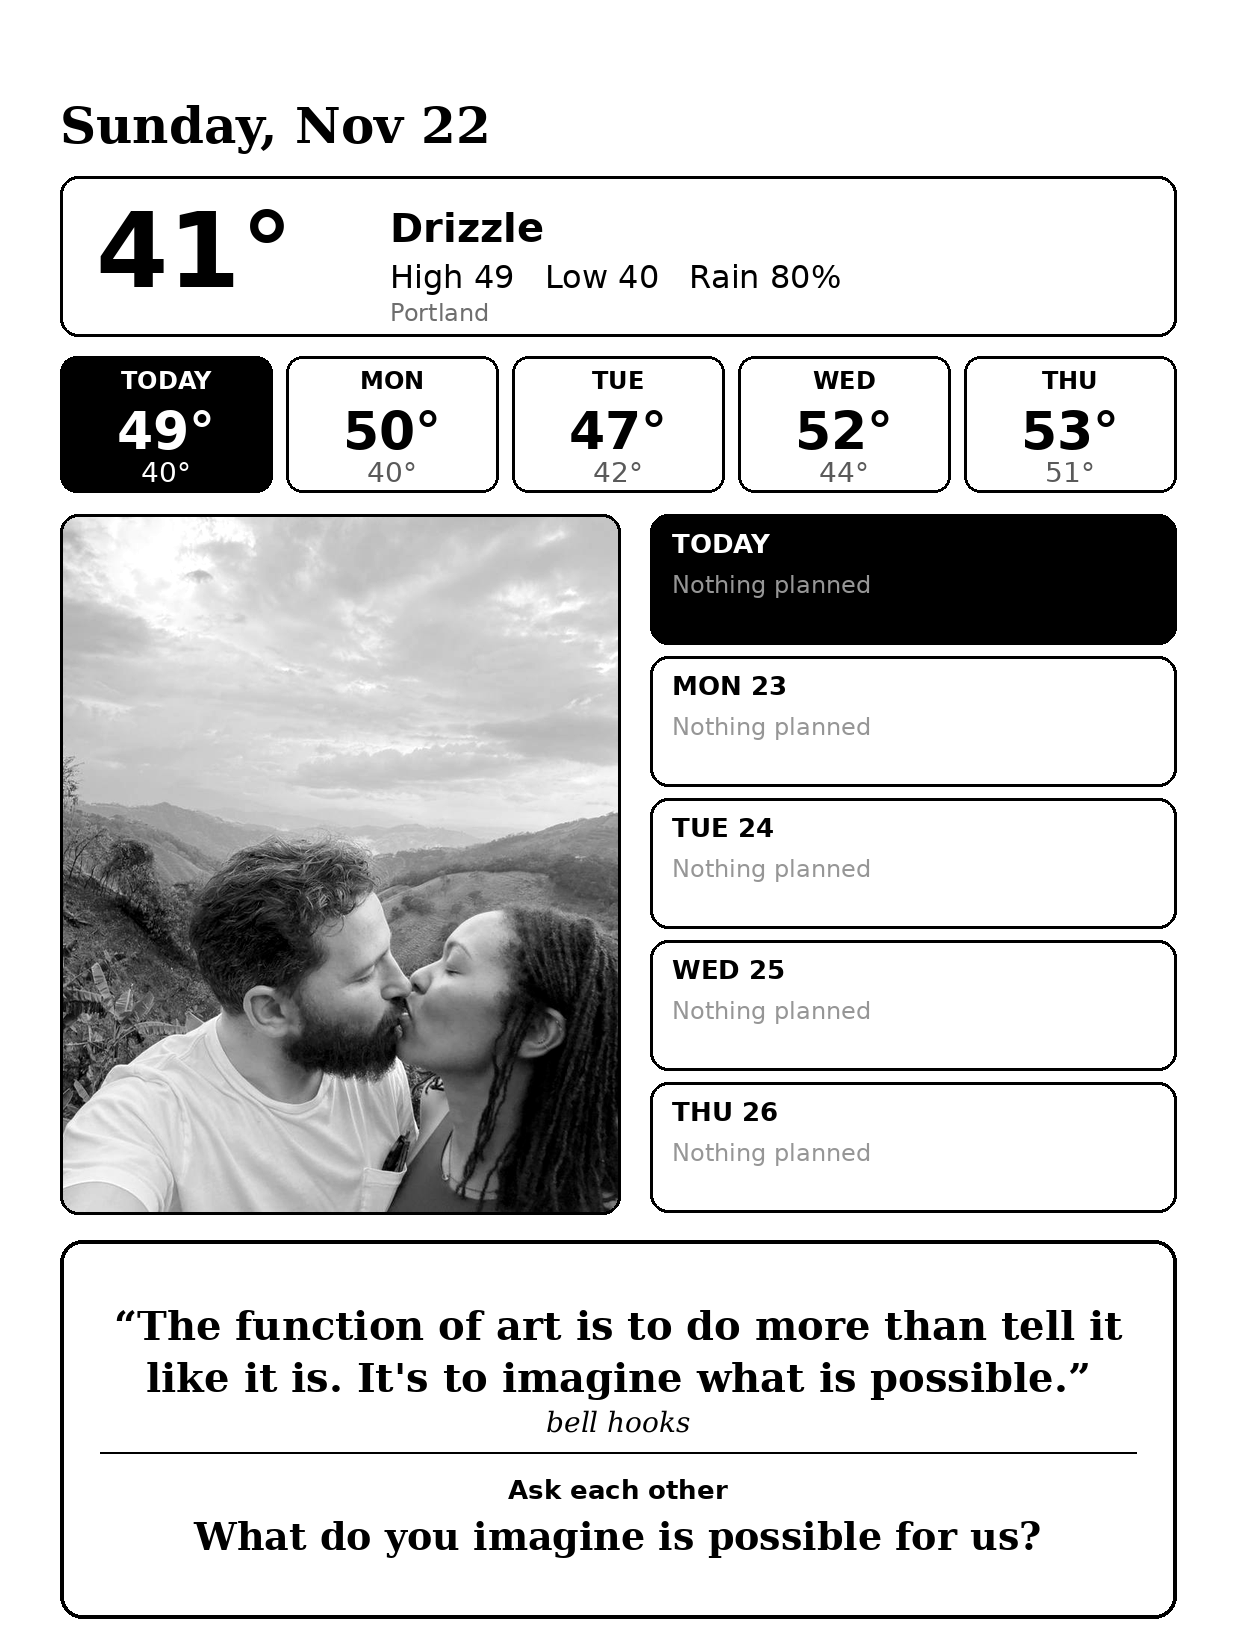 Sunday, Nov 22
41°
Drizzle
High 49 Low 40 Rain 80%
Portland
TODAY
49°
40°
MON
50°
40°
TUE
47°
42°
WED
52°
44°
THU
53°
51°
TODAY
Nothing planned
MON 23
Nothing planned
TUE 24
Nothing planned
WED 25
Nothing planned
THU 26
Nothing planned
“The function of art is to do more than tell it
like it is. It's to imagine what is possible.”
bell hooks
Ask each other
What do you imagine is possible for us?